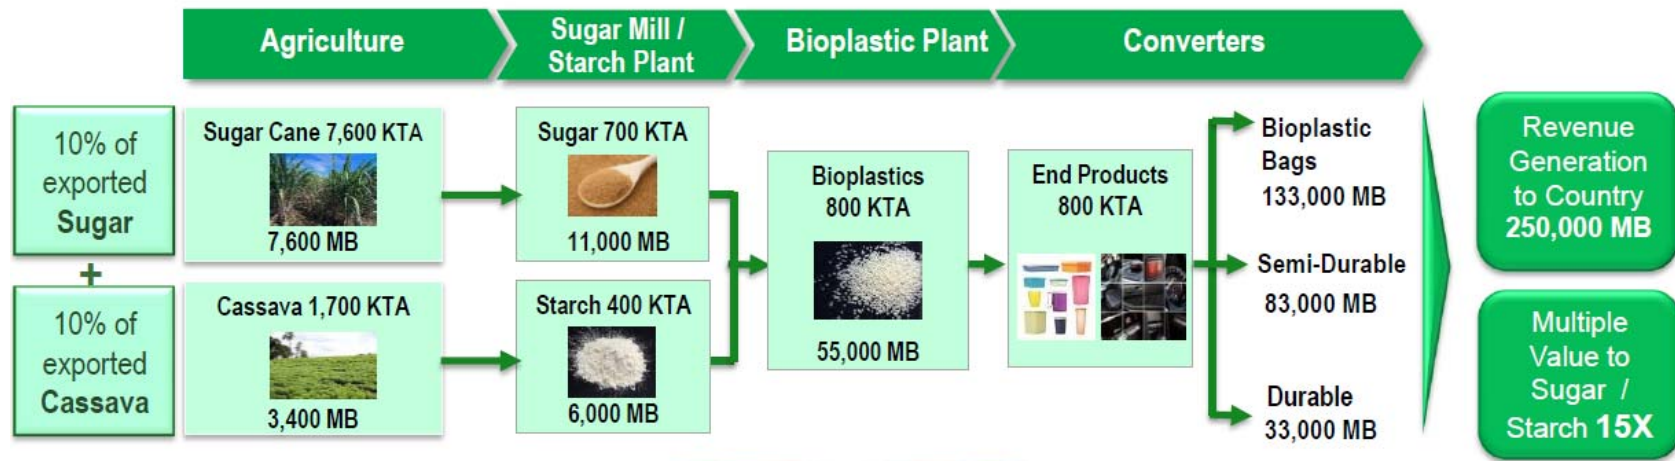 Agriculture
Sugar Mill /
Starch Plant
Bioplastic Plant
Converters
10% of
exported
Sugar
+
10% of
exported
Cassava
Sugar Cane 7,600 KTA
7,600 MB
Cassava 1,700 KTA
3,400 MB
Sugar 700 KTA
11,000 MB
Starch 400 KTA
6,000 MB
Bioplastics
800 KTA
55,000 MB
End Products
800 KTA
Bioplastic
Bags
133,000 MB
Semi-Durable
83,000 MB
Durable
33,000 MB
Revenue
Generation
to Country
250,000 MB
Multiple
Value to
Sugar /
Starch 15X